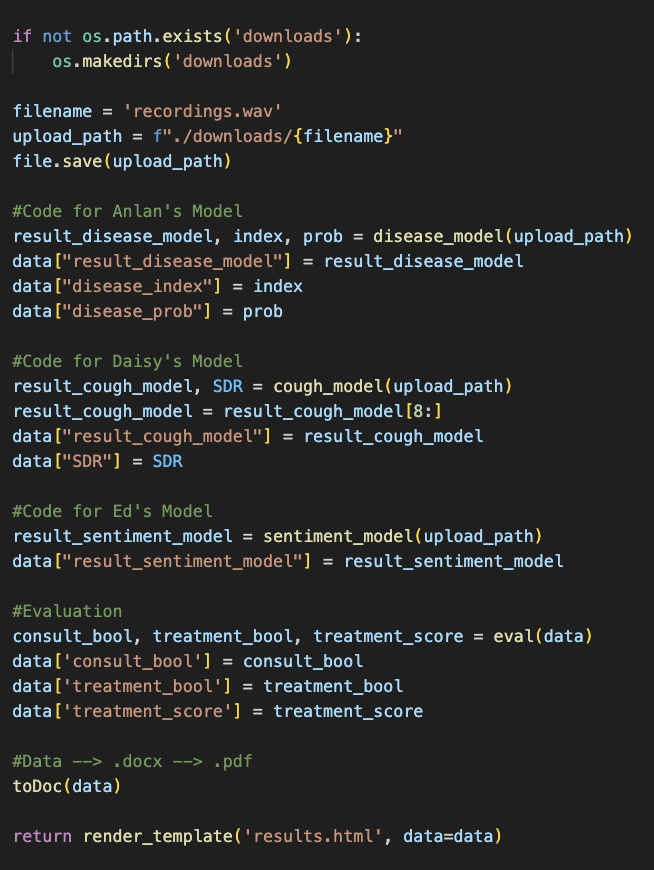 if not os.path.exists('downloads'):
    os.makedirs('downloads')

filename = 'recordings.wav'
upload_path = f"./downloads/{filename}"
file.save(upload_path)

#Code for Anlan's Model
result_disease_model, index, prob = disease_model(upload_path)
data["result_disease_model"] = result_disease_model
data["disease_index"] = index
data["disease_prob"] = prob

#Code for Daisy's Model
result_cough_model, SDR = cough_model(upload_path)
result_cough_model = result_cough_model[8:]
data["result_cough_model"] = result_cough_model
data["SDR"] = SDR

#Code for Ed's Model
result_sentiment_model = sentiment_model(upload_path)
data["result_sentiment_model"] = result_sentiment_model

#Evaluation
consult_bool, treatment_bool, treatment_score = eval(data)
data['consult_bool'] = consult_bool
data['treatment_bool'] = treatment_bool
data['treatment_score'] = treatment_score

#Data --> .docx --> .pdf
toDoc(data)

return render_template('results.html', data=data)